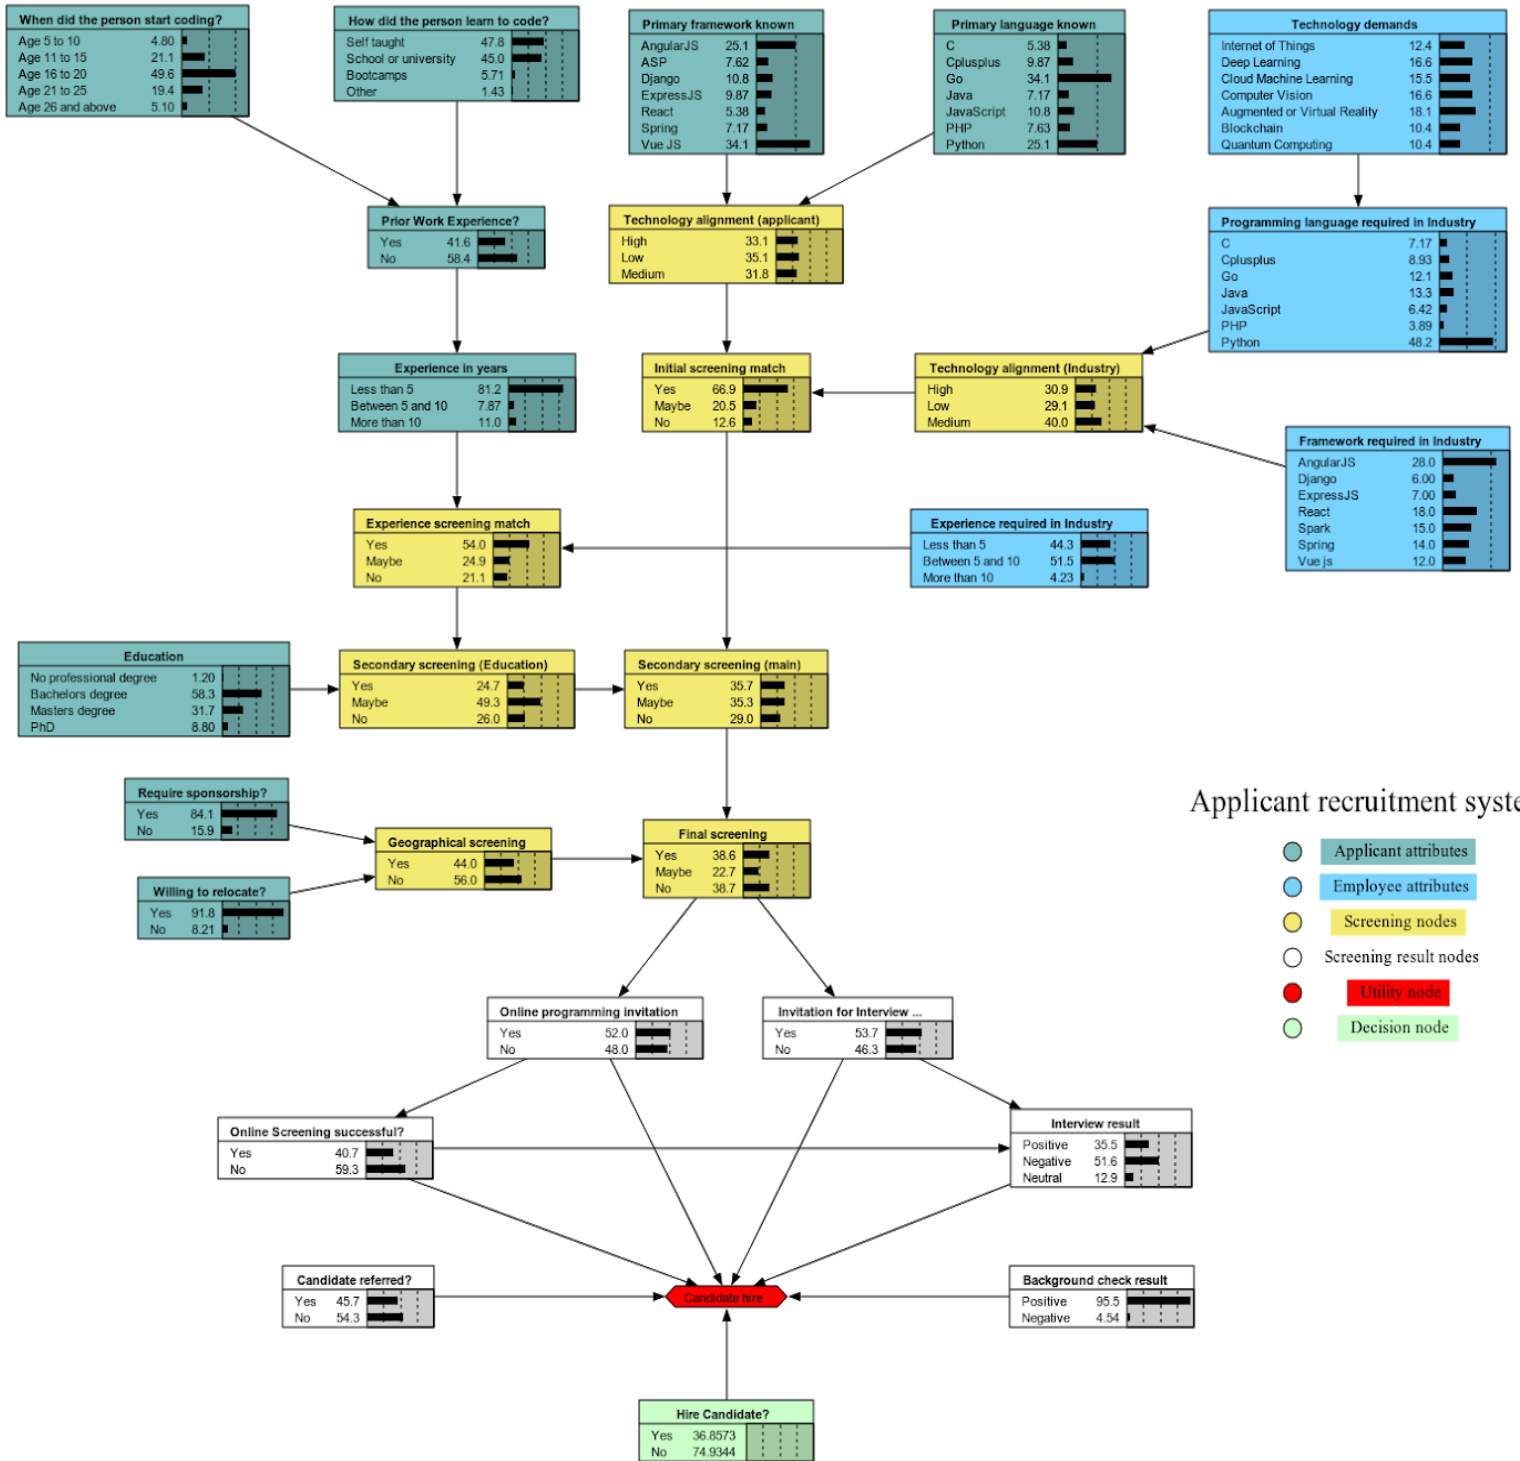 When did the person start coding?
Age 5 to 10 4.80
Age 11 to 15 21.1
Age 16 to 20 49.6
Age 21 to 25 19.4
Age 26 and above 5.10
How did the person learn to code?
Self taught 47.8
School or university 45.0
Bootcamps 5.71
Other 1.43
Primary framework known
AngularJS 25.1
ASP 7.62
Django 10.8
ExpressJS 9.87
React 5.38
Spring 7.17
Vue JS 34.1
Primary language known
C 5.38
Cplusplus 9.87
Go 34.1
Java 7.17
JavaScript 10.8
PHP 7.63
Python 25.1
Technology demands
Internet of Things 12.4
Deep Learning 16.6
Cloud Machine Learning 15.5
Computer Vision 16.6
Augmented or Virtual Reality 18.1
Blockchain 10.4
Quantum Computing 10.4
Prior Work Experience?
Yes 41.6
No 58.4
Technology alignment (applicant)
High 33.1
Low 35.1
Medium 31.8
Programming language required in Industry
C 7.17
Cplusplus 8.93
Go 12.1
Java 13.3
JavaScript 6.42
PHP 3.89
Python 48.2
Experience in years
Less than 5 81.2
Between 5 and 10 7.87
More than 10 11.0
Initial screening match
Yes 66.9
Maybe 20.5
No 12.6
Technology alignment (Industry)
High 30.9
Low 29.1
Medium 40.0
Framework required in Industry
AngularJS 28.0
Django 6.00
ExpressJS 7.00
React 18.0
Spark 15.0
Spring 14.0
Vue js 12.0
Experience screening match
Yes 54.0
Maybe 24.9
No 21.1
Experience required in Industry
Less than 5 44.3
Between 5 and 10 51.5
More than 10 4.23
Education
No professional degree 1.20
Bachelors degree 58.3
Masters degree 31.7
PhD 8.80
Secondary screening (Education)
Yes 24.7
Maybe 49.3
No 26.0
Secondary screening (main)
Yes 35.7
Maybe 35.3
No 29.0
Require sponsorship?
Yes 84.1
No 15.9
Geographical screening
Yes 44.0
No 56.0
Final screening
Yes 38.6
Maybe 22.7
No 38.7
Willing to relocate?
Yes 91.8
No 8.21
Applicant recruitment syste
Applicant attributes
Employee attributes
Screening nodes
Screening result nodes
Utility node
Decision node
Online programming invitation
Yes 52.0
No 48.0
Invitation for Interview ...
Yes 53.7
No 46.3
Online Screening successful?
Yes 40.7
No 59.3
Interview result
Positive 35.5
Negative 51.6
Neutral 12.9
Candidate referred?
Yes 45.7
No 54.3
Candidate hire
Background check result
Positive 95.5
Negative 4.54
Hire Candidate?
Yes 36.8573
No 74.9344